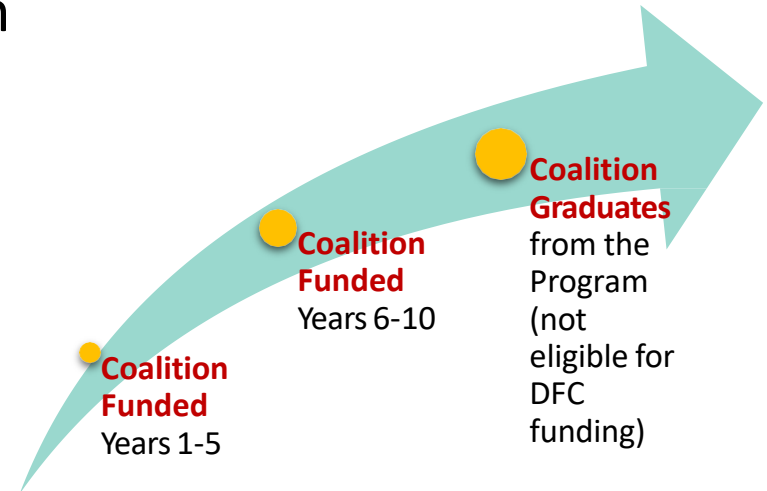 Coalition
Funded
Years 1-5
Coalition
Funded
Years 6-10
Coalition
Graduates
from the
Program
(not
eligible for
DFC
funding)